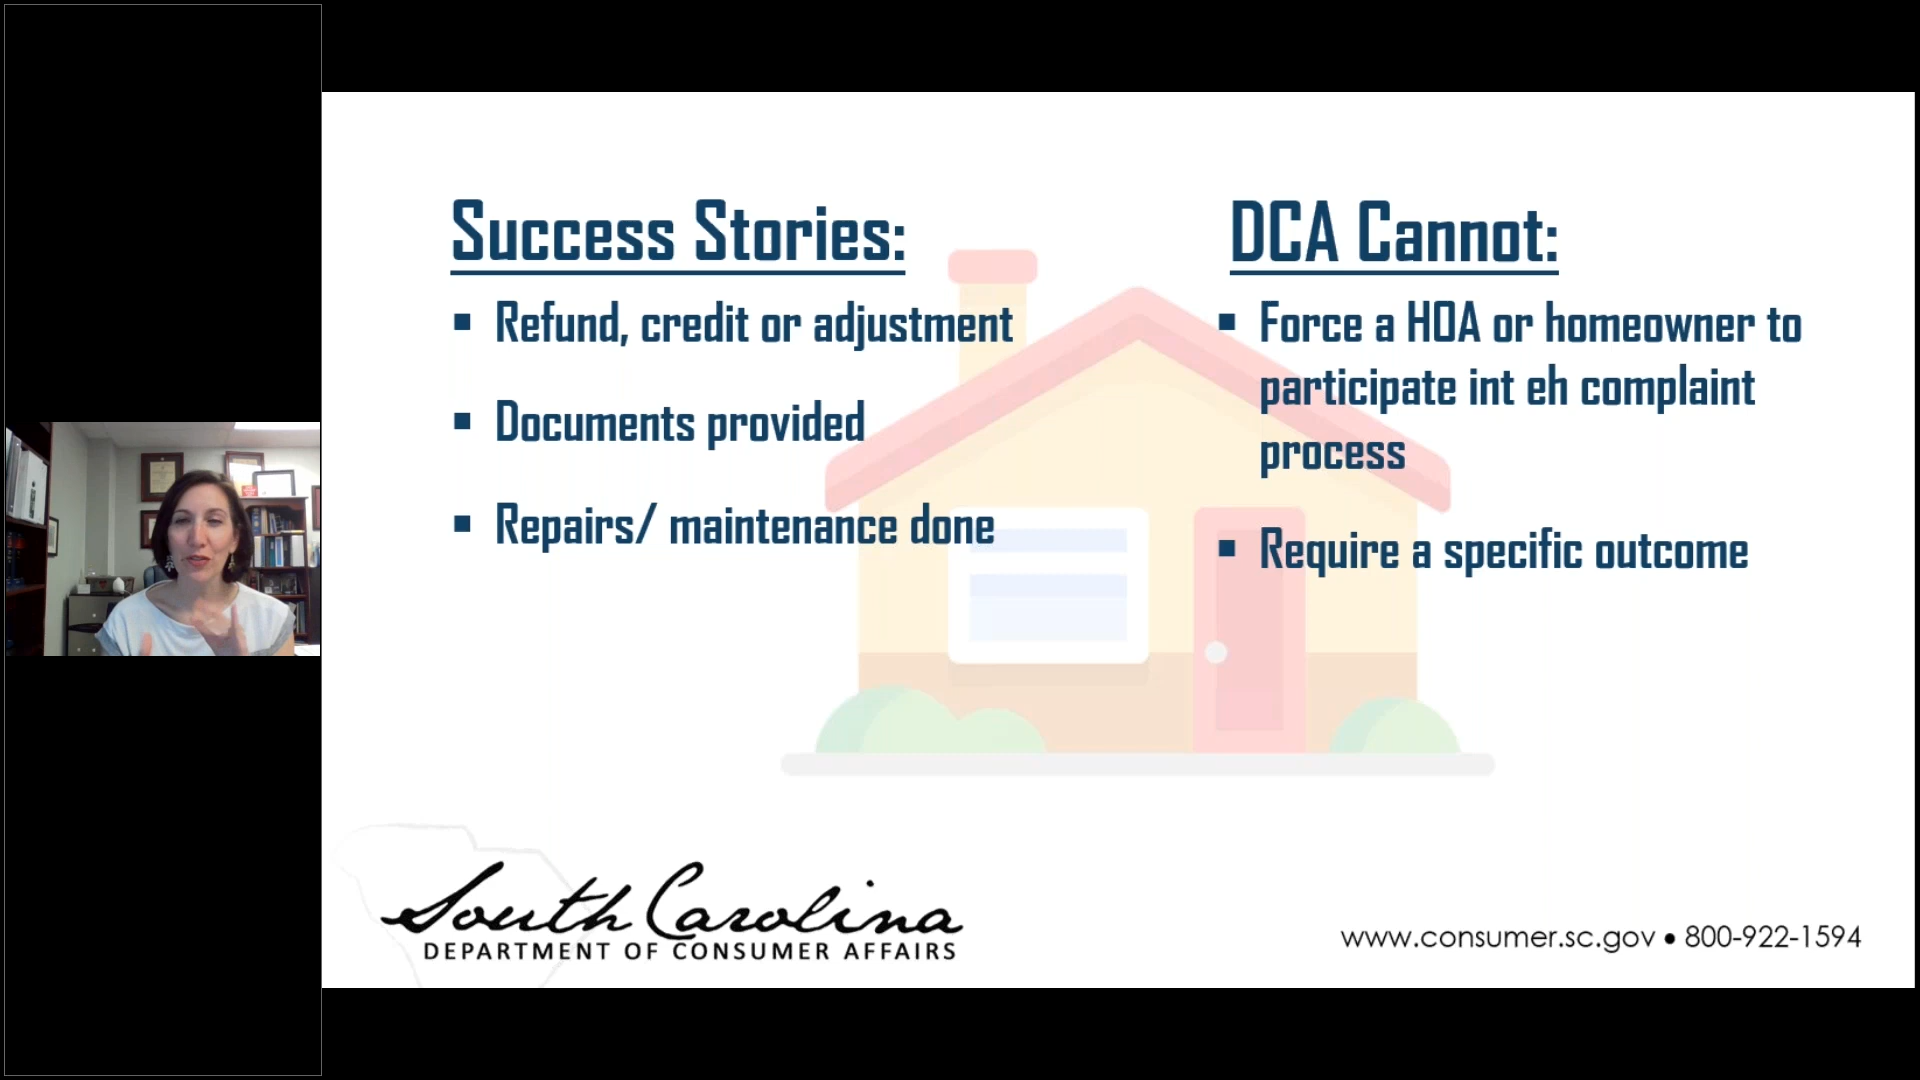 Success Stories:
▪ Refund, credit or adjustment
▪ Documents provided
▪ Repairs/ maintenance done
DCA Cannot:
▪ Force a HOA or homeowner to
participate int eh complaint
process
▪ Require a specific outcome
South Carolina
DEPARTMENT OF CONSUMER AFFAIRS
www.consumer.sc.gov • 800-922-1594